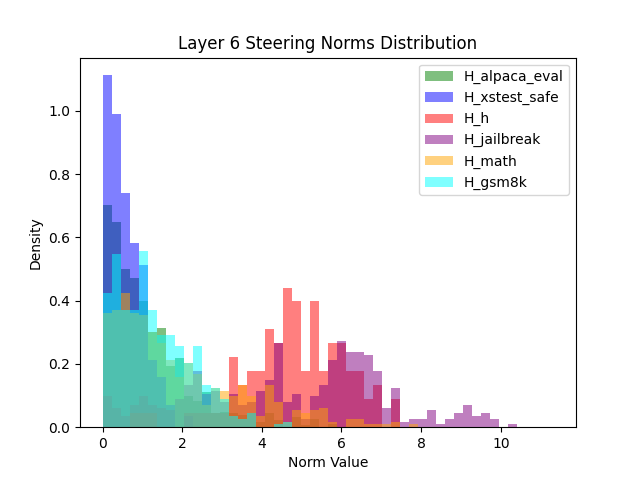 Layer 6 Steering Norms Distribution
H_alpaca_eval
H_xstest_safe
H_h
H_jailbreak
H_math
H_gsm8k
1.0
0.8
0.6
0.4
0.2
0.0
Density
0 2 4 6 8 10
Norm Value